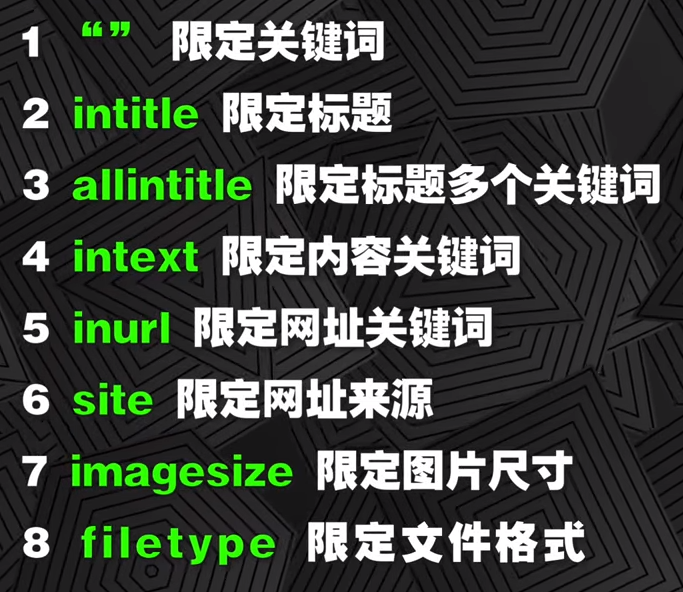 1 “” 限定关键词
2 intitle 限定标题
3 allintitle 限定标题多个关键词
4 intext 限定内容关键词
5 inurl 限定网址关键词
6 site 限定网址来源
7 imagesize 限定图片尺寸
8 filetype 限定文件格式